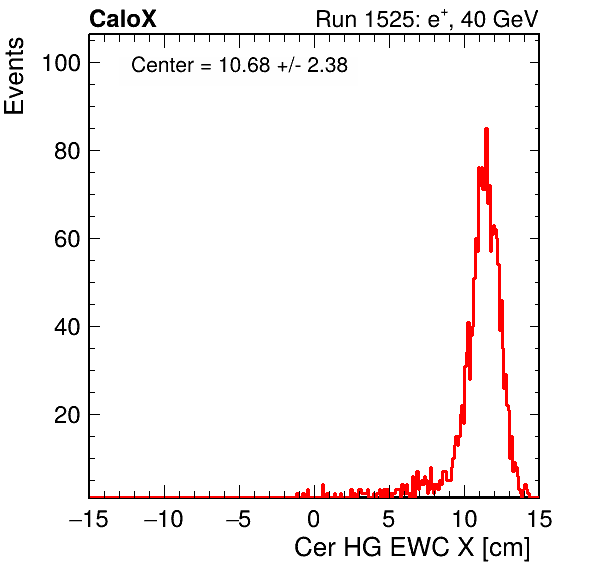 CaloX Run 1525: e⁺, 40 GeV
Center = 10.68 +/- 2.38
Events
100
80
60
40
20
−15 −10 −5 0 5 10 15
Cer HG EWC X [cm]